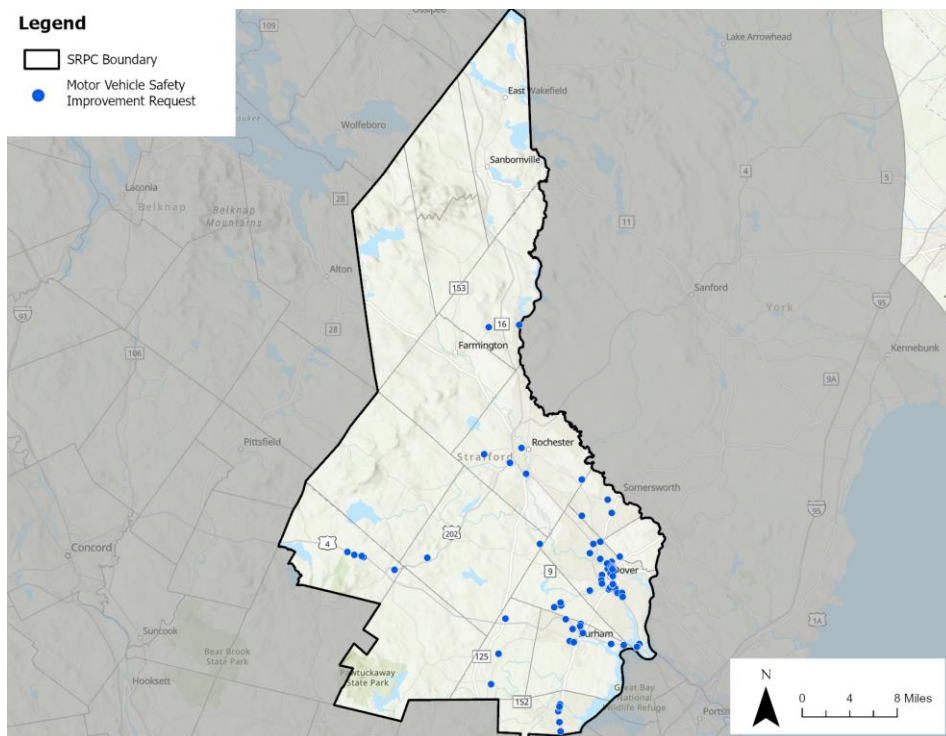 Legend
SRPC Boundary
Motor Vehicle Safety
Improvement Request
Ossipee
109
Lake Arrowhead
East Wakefield
Wolfeboro
Sanbornville
4
5
Laconia
Belknap
28
Belknap
Mountains
11
Alton
153
Sanford
95
York
93
16
28
Farmington
Kennebunk
106
9A
Pittsfield
Rochester
Strafford
Somersworth
95
4
202
Concord
9
Dover
1A
Suncook
Durham
Bear Brook
State Park
125
Pawtuckaway
State Park
Hooksett
152
Great Bay
National
Wildlife Refuge
N
0 4 8 Miles